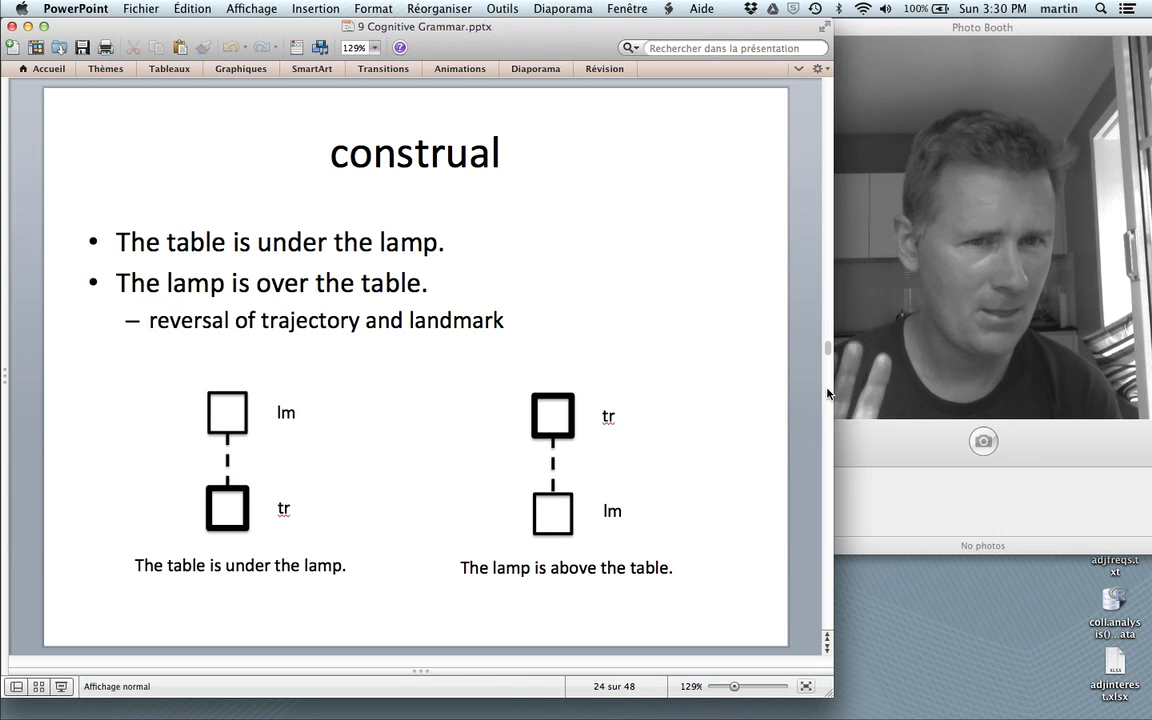 PowerPoint Fichier Édition Affichage Insertion Format Réorganiser Outils Diaporama Fenêtre Aide 100% Sun 3:30 PM martin
9 Cognitive Grammar.pptx
Photo Booth
129% Rechercher dans la présentation
Accueil Thèmes Tableaux Graphiques SmartArt Transitions Animations Diaporama Révision
construal
• The table is under the lamp.
• The lamp is over the table.
– reversal of trajectory and landmark
lm
tr
tr
lm
The table is under the lamp.
The lamp is above the table.
Affichage normal 24 sur 48 129%
No photos
adjfreqs.t
xt
coll.analy
sis()...ata
adjinteres
t.xlsx